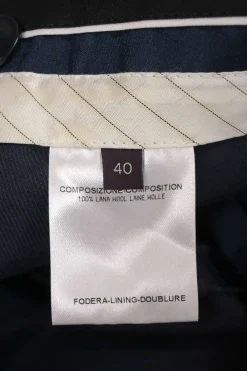 40
COMPOSIZIONE-COMPOSITION
100% LANA WOOL LAINE WOLLE
FODERA-LINING-DOUBLURE